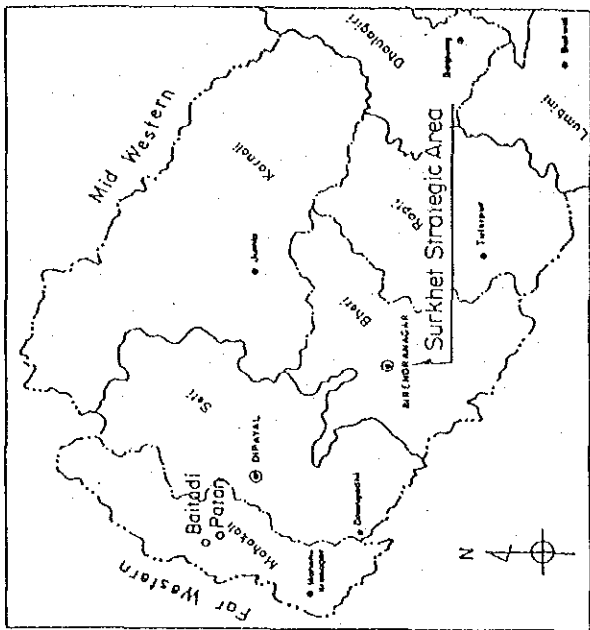 Far Western
Mid Western
Mahakali
Seti
Karnali
Bheri
Rapti
Dhaulagiri
Lumbini
Baitadi
Patan
DIPAYAL
Jumla
BIRENDRANAGAR
Surkhet Strategic Area
Tulsipur
N